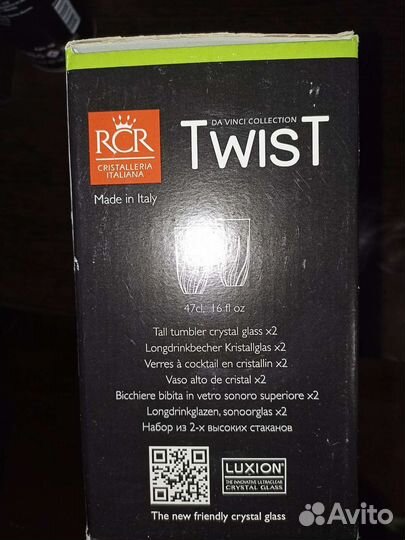 DA VINCI COLLECTION
RCR
TWIST
CRISTALLERIA
ITALIANA
Made in Italy
47cl, 16 fl oz
Tall tumbler crystal glass x2
Longdrinkbecher Kristallglas x2
Verres à cocktail en cristallin x2
Vaso alto de cristal x2
Bicchiere bibita in vetro sonoro superiore x2
Longdrinkglazen, sonoorglas x2
Набор из 2-х высоких стаканов
LUXION®
THE INNOVATIVE ULTRACLEAR
CRYSTAL GLASS
The new friendly crystal glass
Avito